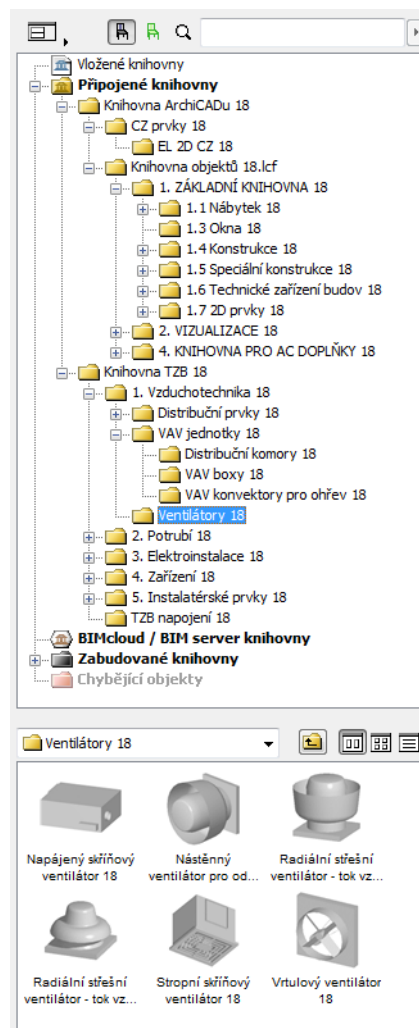 Vložené knihovny
Připojené knihovny
Knihovna ArchiCADu 18
CZ prvky 18
EL 2D CZ 18
Knihovna objektů 18.lcf
1. ZÁKLADNÍ KNIHOVNA 18
1.1 Nábytek 18
1.3 Okna 18
1.4 Konstrukce 18
1.5 Speciální konstrukce 18
1.6 Technické zařízení budov 18
1.7 2D prvky 18
2. VIZUALIZACE 18
4. KNIHOVNA PRO AC DOPLŇKY 18
Knihovna TZB 18
1. Vzduchotechnika 18
Distribuční prvky 18
VAV jednotky 18
Distribuční komory 18
VAV boxy 18
VAV konvektory pro ohřev 18
Ventilátory 18
2. Potrubí 18
3. Elektroinstalace 18
4. Zařízení 18
5. Instalatérské prvky 18
TZB napojení 18
BIMcloud / BIM server knihovny
Zabudované knihovny
Chybějící objekty
Ventilátory 18
Napájený skříňový
ventilátor 18
Nástěnný
ventilátor pro od...
Radiální střešní
ventilátor - tok vz...
Radiální střešní
ventilátor - tok vz...
Stropní skříňový
ventilátor 18
Vrtulový ventilátor
18